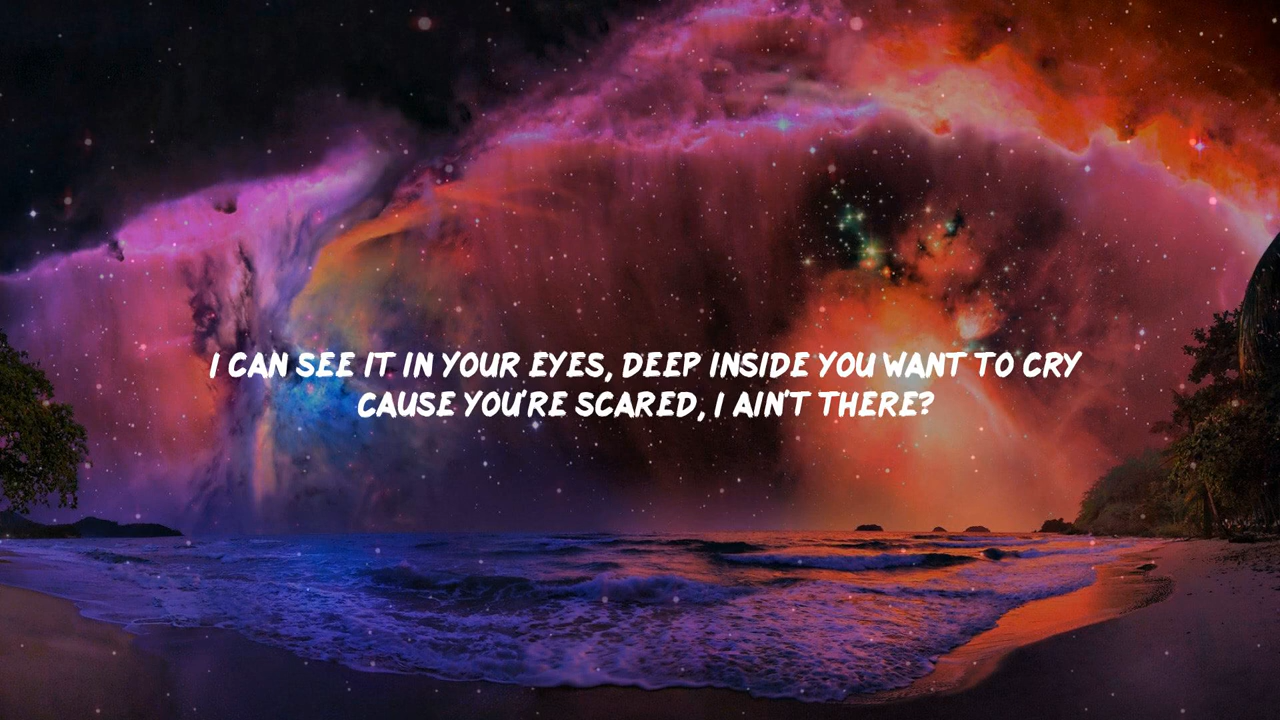 I CAN SEE IT IN YOUR EYES, DEEP INSIDE YOU WANT TO CRY
CAUSE YOU'RE SCARED, I AIN'T THERE?